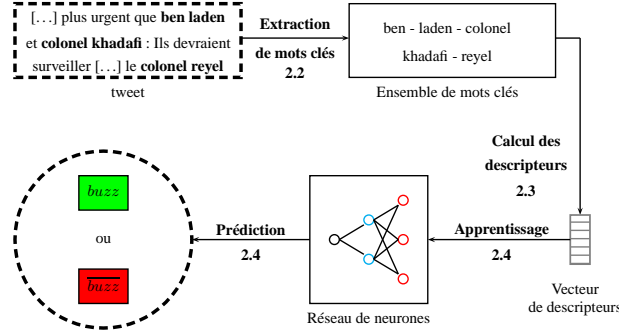 [...] plus urgent que ben laden
et colonel khadafi : Ils devraient
surveiller [...] le colonel reyel
tweet
Extraction
de mots clés
2.2
ben - laden - colonel
khadafi - reyel
Ensemble de mots clés
Calcul des
descripteurs
2.3
Vecteur
de descripteurs
Apprentissage
2.4
Réseau de neurones
Prédiction
2.4
buzz
ou
buzz